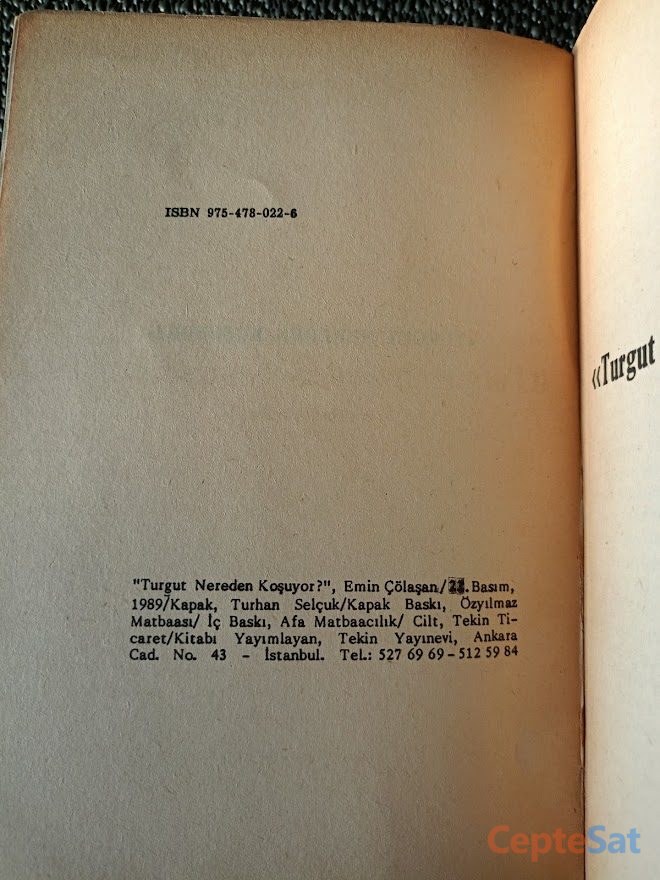 ISBN 975-478-022-6
«Turgut
"Turgut Nereden Koşuyor?", Emin Çölaşan/ . Basım,
1989/Kapak, Turhan Selçuk/Kapak Baskı, Özyılmaz
Matbaası/ İç Baskı, Afa Matbaacılık/ Cilt, Tekin Ti-
caret/Kitabı Yayımlayan, Tekin Yayınevi, Ankara
Cad. No. 43 - İstanbul. Tel.: 527 69 69 - 512 59 84
CepteSat